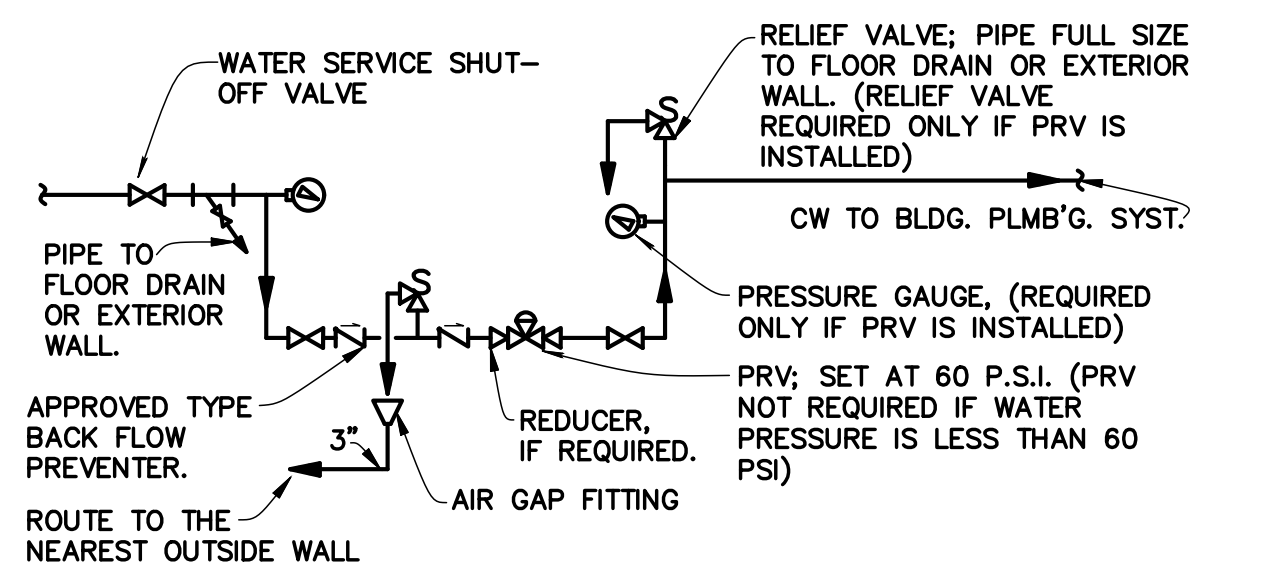 WATER SERVICE SHUT-
OFF VALVE
RELIEF VALVE; PIPE FULL SIZE
TO FLOOR DRAIN OR EXTERIOR
WALL. (RELIEF VALVE
REQUIRED ONLY IF PRV IS
INSTALLED)
CW TO BLDG. PLMB'G. SYST.
PIPE TO
FLOOR DRAIN
OR EXTERIOR
WALL.
PRESSURE GAUGE, (REQUIRED
ONLY IF PRV IS INSTALLED)
PRV; SET AT 60 P.S.I. (PRV
NOT REQUIRED IF WATER
PRESSURE IS LESS THAN 60
PSI)
APPROVED TYPE
BACK FLOW
PREVENTER.
3"
REDUCER,
IF REQUIRED.
AIR GAP FITTING
ROUTE TO THE
NEAREST OUTSIDE WALL